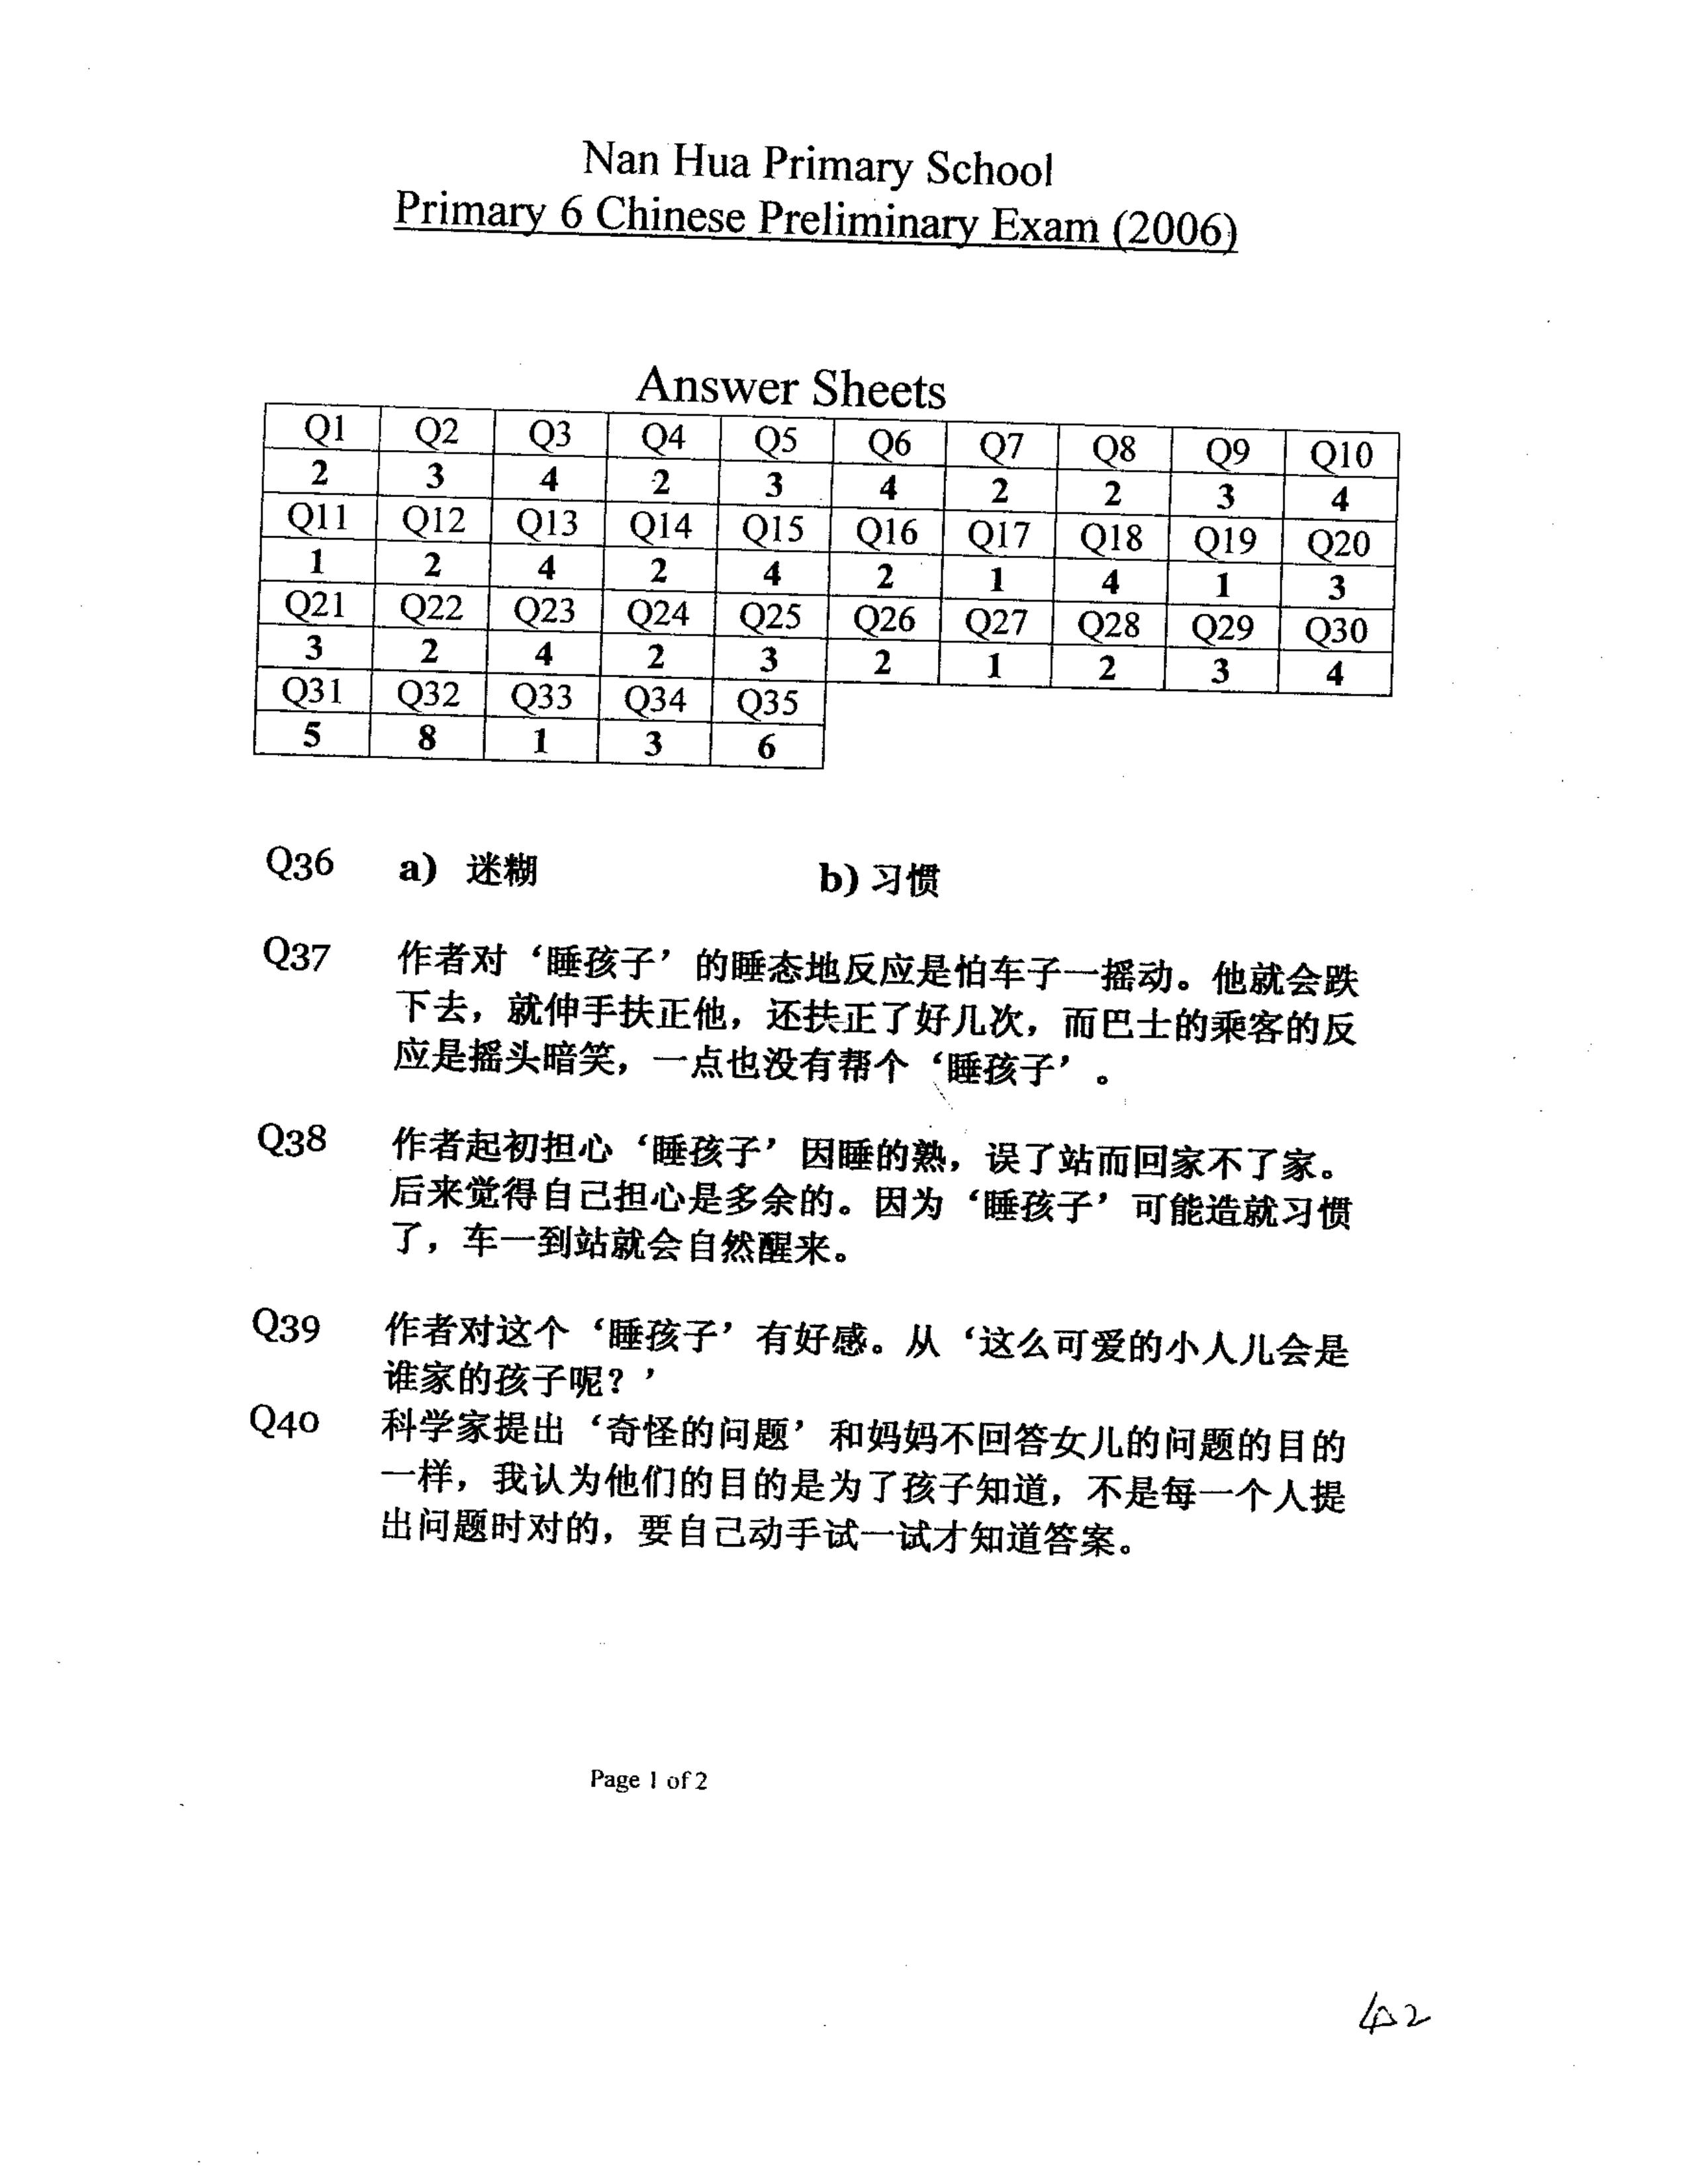 Nan Hua Primary School
Primary 6 Chinese Preliminary Exam (2006)
Answer Sheets
Q1 Q2 Q3 Q4 Q5 Q6 Q7 Q8 Q9 Q10
2 3 4 2 3 4 2 2 3 4
Q11 Q12 Q13 Q14 Q15 Q16 Q17 Q18 Q19 Q20
1 2 4 2 4 2 1 4 1 3
Q21 Q22 Q23 Q24 Q25 Q26 Q27 Q28 Q29 Q30
3 2 4 2 3 2 1 2 3 4
Q31 Q32 Q33 Q34 Q35
5 8 1 3 6
Q36 a) 迷糊 b) 习惯
Q37 作者对‘睡孩子’的睡态地反应是怕车子一摇动。他就会跌
下去，就伸手扶正他，还扶正了好几次，而巴士的乘客的反
应是摇头暗笑，一点也没有帮个‘睡孩子’。
Q38 作者起初担心‘睡孩子’因睡的熟，误了站而回家不了家。
后来觉得自己担心是多余的。因为‘睡孩子’可能造就习惯
了，车一到站就会自然醒来。
Q39 作者对这个‘睡孩子’有好感。从‘这么可爱的小人儿会是
谁家的孩子呢？’
Q40 科学家提出‘奇怪的问题’和妈妈不回答女儿的问题的目的
一样，我认为他们的目的是为了孩子知道，不是每一个人提
出问题时对的，要自己动手试一试才知道答案。
Page 1 of 2